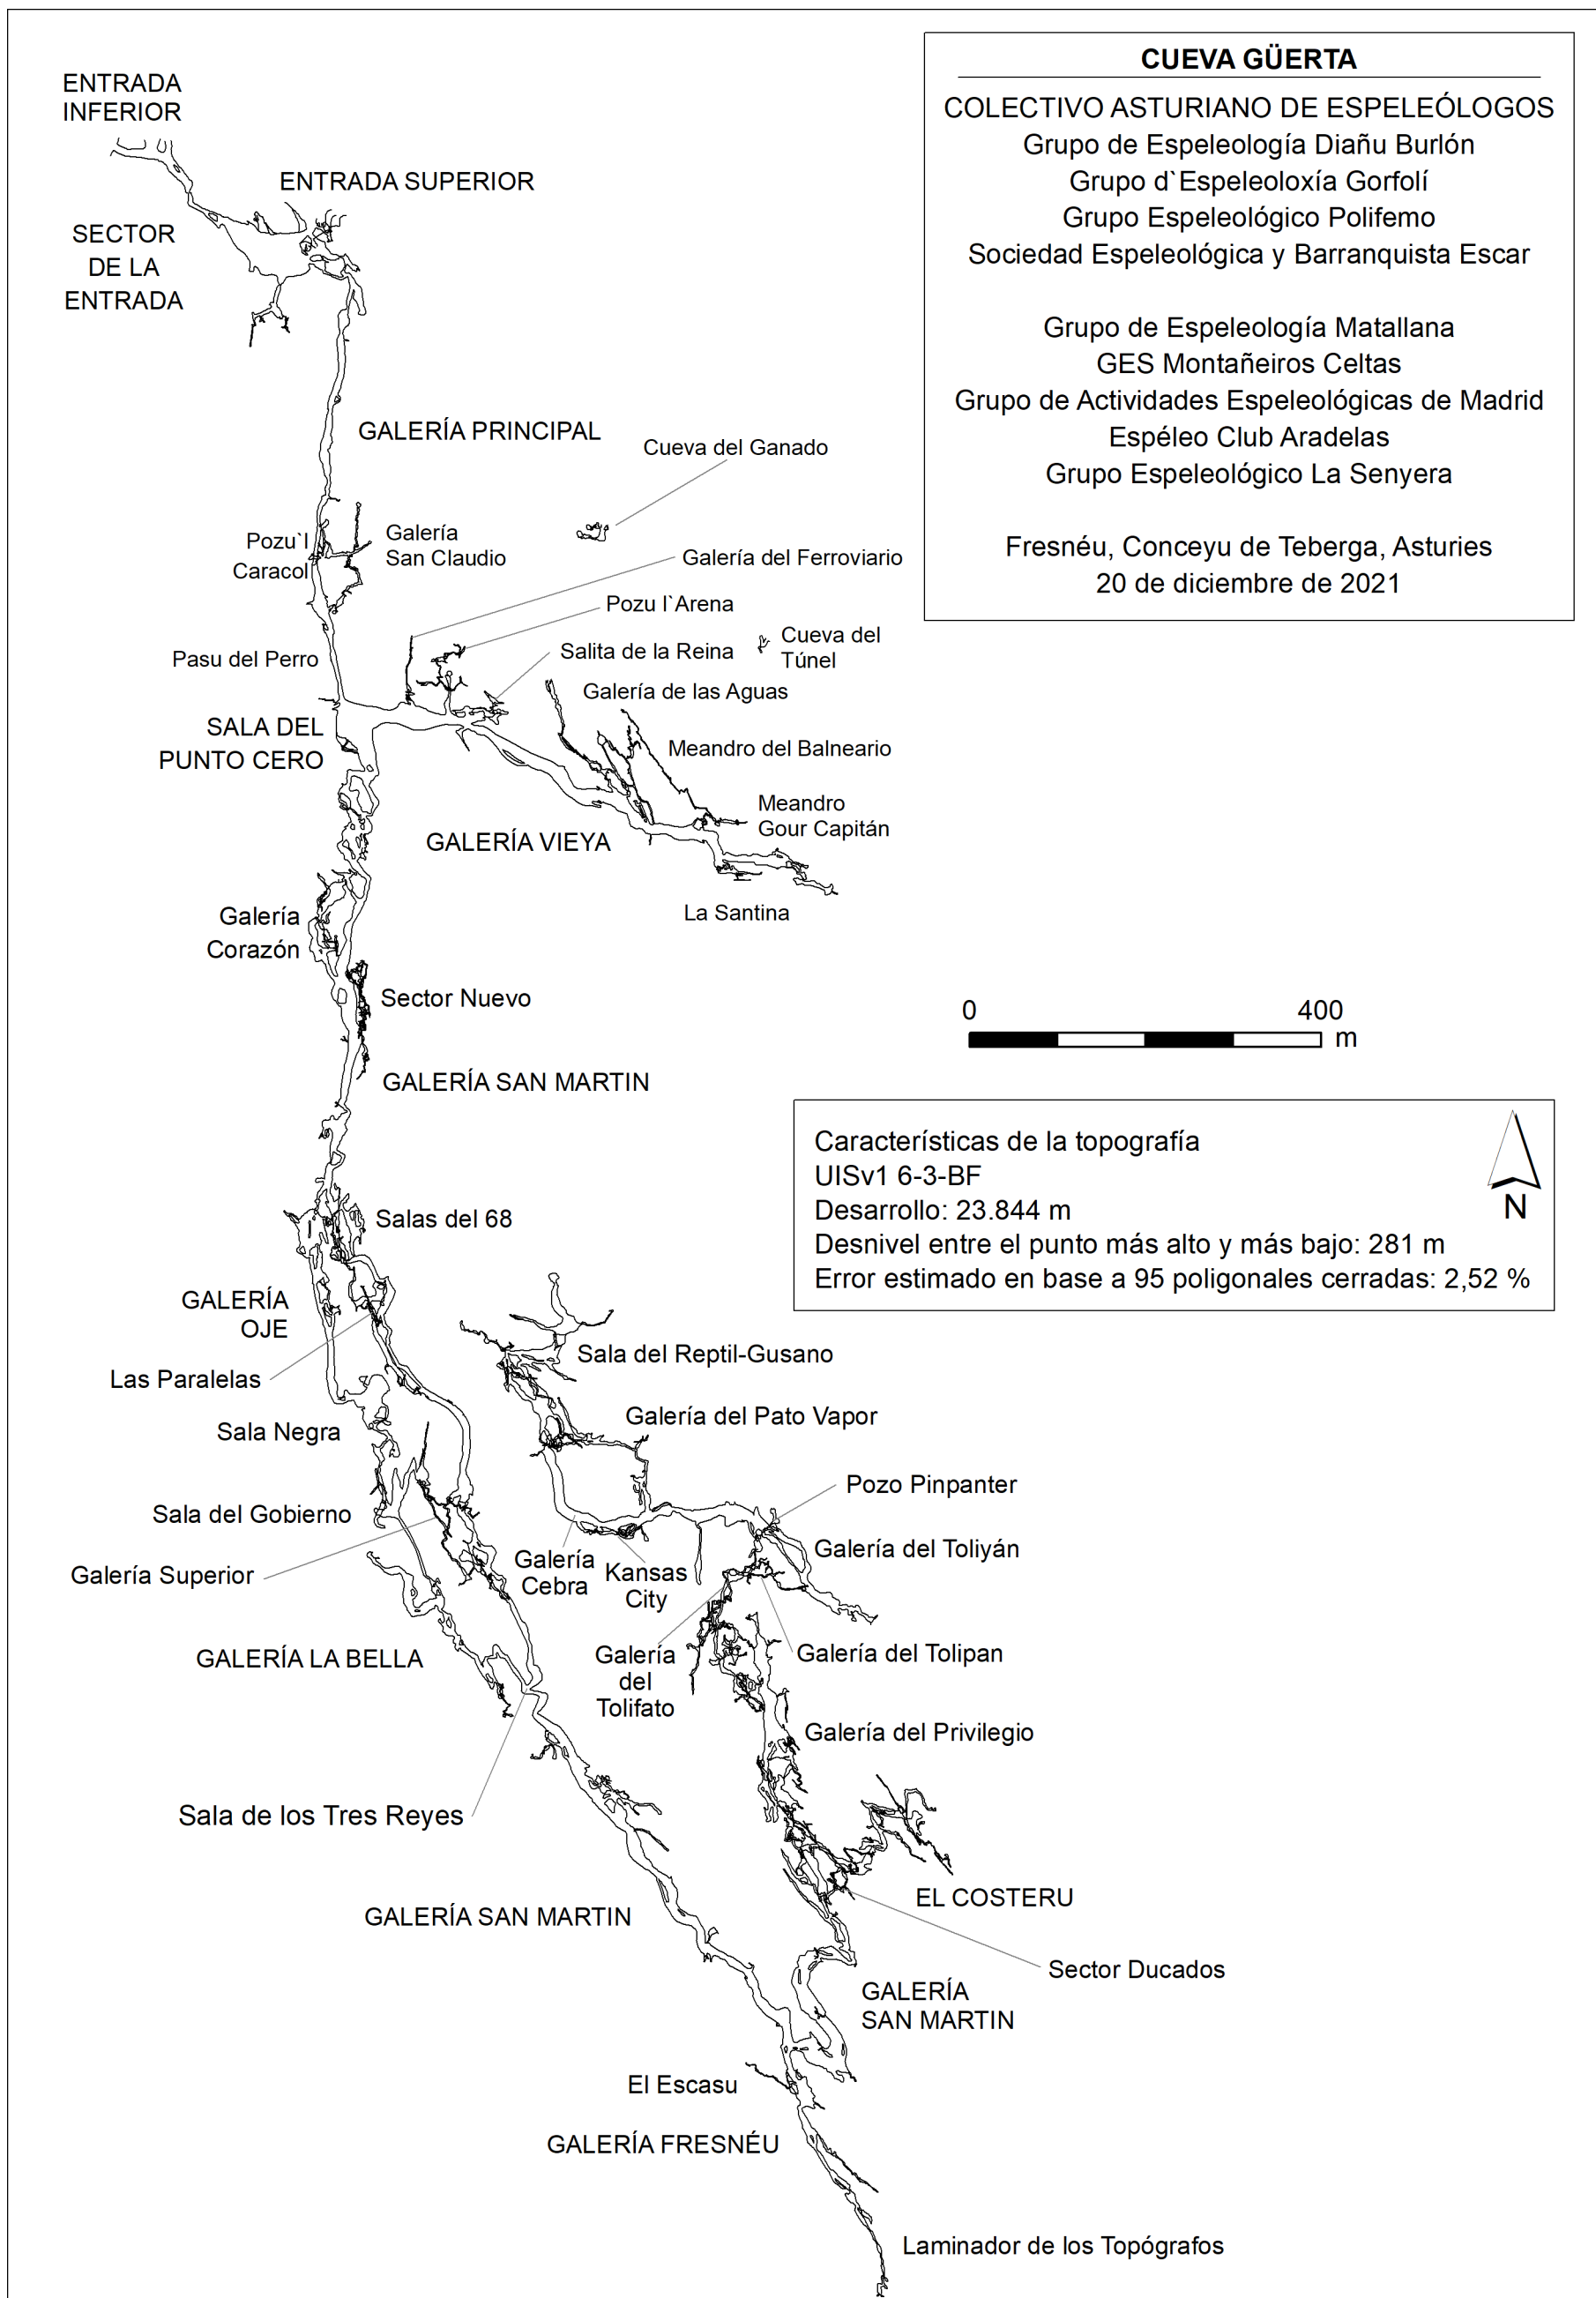 CUEVA GÜERTA
COLECTIVO ASTURIANO DE ESPELEÓLOGOS
Grupo de Espeleología Diañu Burlón
Grupo d`Espeleoloxía Gorfolí
Grupo Espeleológico Polifemo
Sociedad Espeleológica y Barranquista Escar
Grupo de Espeleología Matallana
GES Montañeiros Celtas
Grupo de Actividades Espeleológicas de Madrid
Espéleo Club Aradelas
Grupo Espeleológico La Senyera
Fresnéu, Conceyu de Teberga, Asturies
20 de diciembre de 2021
ENTRADA
INFERIOR
ENTRADA SUPERIOR
SECTOR
DE LA
ENTRADA
GALERÍA PRINCIPAL
Cueva del Ganado
Pozu`l
Caracol
Galería
San Claudio
Galería del Ferroviario
Pozu l`Arena
Cueva del
Túnel
Salita de la Reina
Pasu del Perro
Galería de las Aguas
SALA DEL
PUNTO CERO
Meandro del Balneario
Meandro
Gour Capitán
GALERÍA VIEYA
La Santina
Galería
Corazón
Sector Nuevo
0
400
m
GALERÍA SAN MARTIN
Características de la topografía
UISv1 6-3-BF
Desarrollo: 23.844 m
Desnivel entre el punto más alto y más bajo: 281 m
Error estimado en base a 95 poligonales cerradas: 2,52 %
N
Salas del 68
GALERÍA
OJE
Sala del Reptil-Gusano
Las Paralelas
Galería del Pato Vapor
Sala Negra
Pozo Pinpanter
Sala del Gobierno
Galería del Toliyán
Galería
Cebra
Kansas
City
Galería Superior
GALERÍA LA BELLA
Galería
del
Tolifato
Galería del Tolipan
Galería del Privilegio
Sala de los Tres Reyes
EL COSTERU
GALERÍA SAN MARTIN
Sector Ducados
GALERÍA
SAN MARTIN
El Escasu
GALERÍA FRESNÉU
Laminador de los Topógrafos